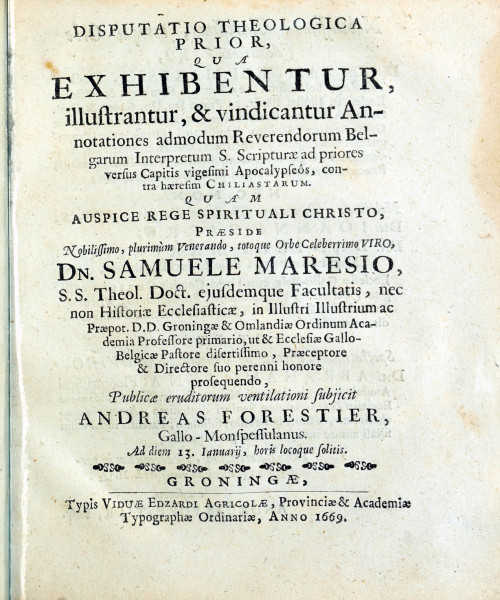 DISPUTATIO THEOLOGICA
PRIOR,
QUA
EXHIBENTUR,
illustrantur, & vindicantur An-
notationes admodum Reverendorum Bel-
garum Interpretum S. Scripturæ ad priores
versus Capitis vigesimi Apocalypseôs, con-
tra hæresim CHILIASTARUM.
QUAM
AUSPICE REGE SPIRITUALI CHRISTO,
PRÆSIDE
Nobilissimo, plurimùm Venerando, totoque Orbe Celeberrimo VIRO,
DN. SAMUELE MARESIO,
S. S. Theol. Doct. ejusdemque Facultatis, nec
non Historiæ Ecclesiasticæ, in Illustri Illustrium ac
Præpot. D.D. Groningæ & Omlandiæ Ordinum Aca-
demia Professore primario, ut & Ecclesiæ Gallo-
Belgicæ Pastore disertissimo, Præceptore
& Directore suo perenni honore
prosequendo,
Publicæ eruditorum ventilationi subjicit
ANDREAS FORESTIER,
Gallo-Monspessulanus.
Ad diem 13. Ianuarij, horis locoque solitis.
GRONINGÆ,
Typis VIDUÆ EDZARDI AGRICOLÆ, Provinciæ & Academiæ
Typographæ Ordinariæ, ANNO 1669.